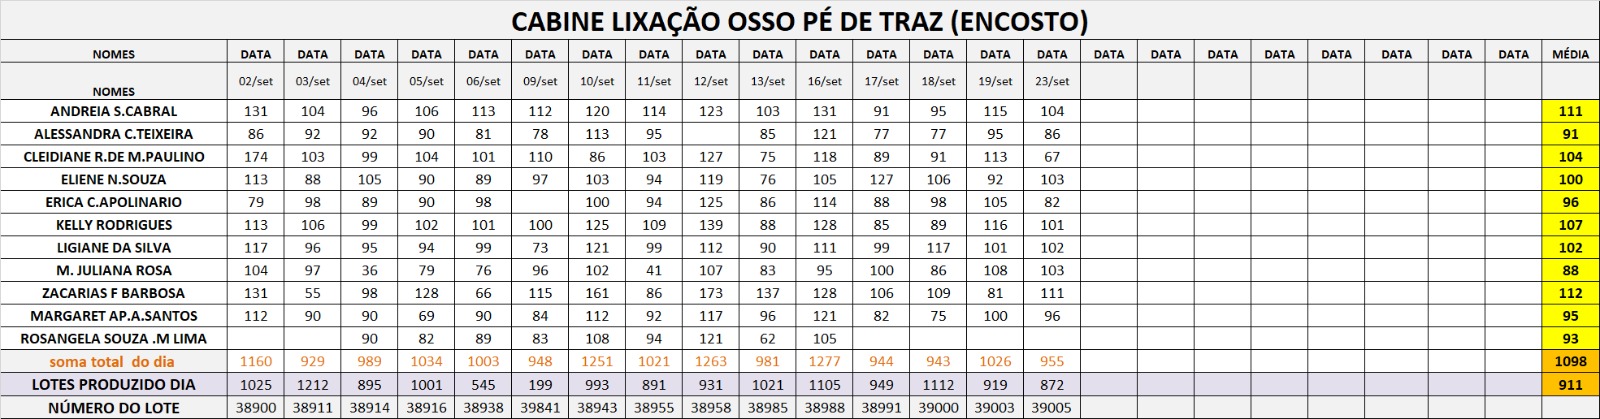 CABINE LIXAÇÃO OSSO PÉ DE TRAZ (ENCOSTO)
NOMES DATA DATA DATA DATA DATA DATA DATA DATA DATA DATA DATA DATA DATA DATA DATA DATA DATA DATA DATA DATA DATA DATA DATA MÉDIA
NOMES 02/set 03/set 04/set 05/set 06/set 09/set 10/set 11/set 12/set 13/set 16/set 17/set 18/set 19/set 23/set
ANDREIA S.CABRAL 131 104 96 106 113 112 120 114 123 103 131 91 95 115 104 111
ALESSANDRA C.TEIXEIRA 86 92 92 90 81 78 113 95 85 121 77 77 95 86 91
CLEIDIANE R.DE M.PAULINO 174 103 99 104 101 110 86 103 127 75 118 89 91 113 67 104
ELIENE N.SOUZA 113 88 105 90 89 97 103 94 119 76 105 127 106 92 103 100
ERICA C.APOLINARIO 79 98 89 90 98 100 94 125 86 114 88 98 105 82 96
KELLY RODRIGUES 113 106 99 102 101 100 125 109 139 88 128 85 89 116 101 107
LIGIANE DA SILVA 117 96 95 94 99 73 121 99 112 90 111 99 117 101 102 102
M. JULIANA ROSA 104 97 36 79 76 96 102 41 107 83 95 100 86 108 103 88
ZACARIAS F BARBOSA 131 55 98 128 66 115 161 86 173 137 128 106 109 81 111 112
MARGARET AP.A.SANTOS 112 90 90 69 90 84 112 92 117 96 121 82 75 100 96 95
ROSANGELA SOUZA .M LIMA 90 82 89 83 108 94 121 62 105 93
soma total do dia 1160 929 989 1034 1003 948 1251 1021 1263 981 1277 944 943 1026 955 1098
LOTES PRODUZIDO DIA 1025 1212 895 1001 545 199 993 891 931 1021 1105 949 1112 919 872 911
NÚMERO DO LOTE 38900 38911 38914 38916 38938 39841 38943 38955 38958 38985 38988 38991 39000 39003 39005